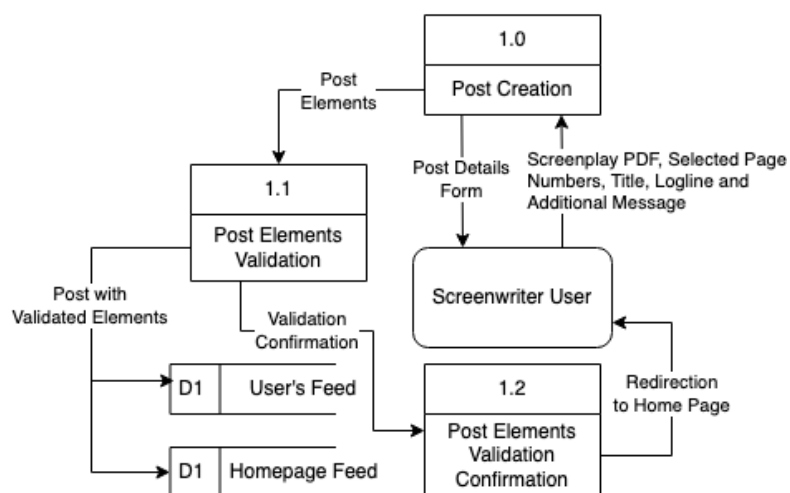 1.0
Post Creation
Post
Elements
Post Details
Form
Screenplay PDF, Selected Page
Numbers, Title, Logline and
Additional Message
1.1
Post Elements
Validation
Screenwriter User
Post with
Validated Elements
Validation
Confirmation
D1
User's Feed
1.2
Post Elements
Validation
Confirmation
Redirection
to Home Page
D1
Homepage Feed